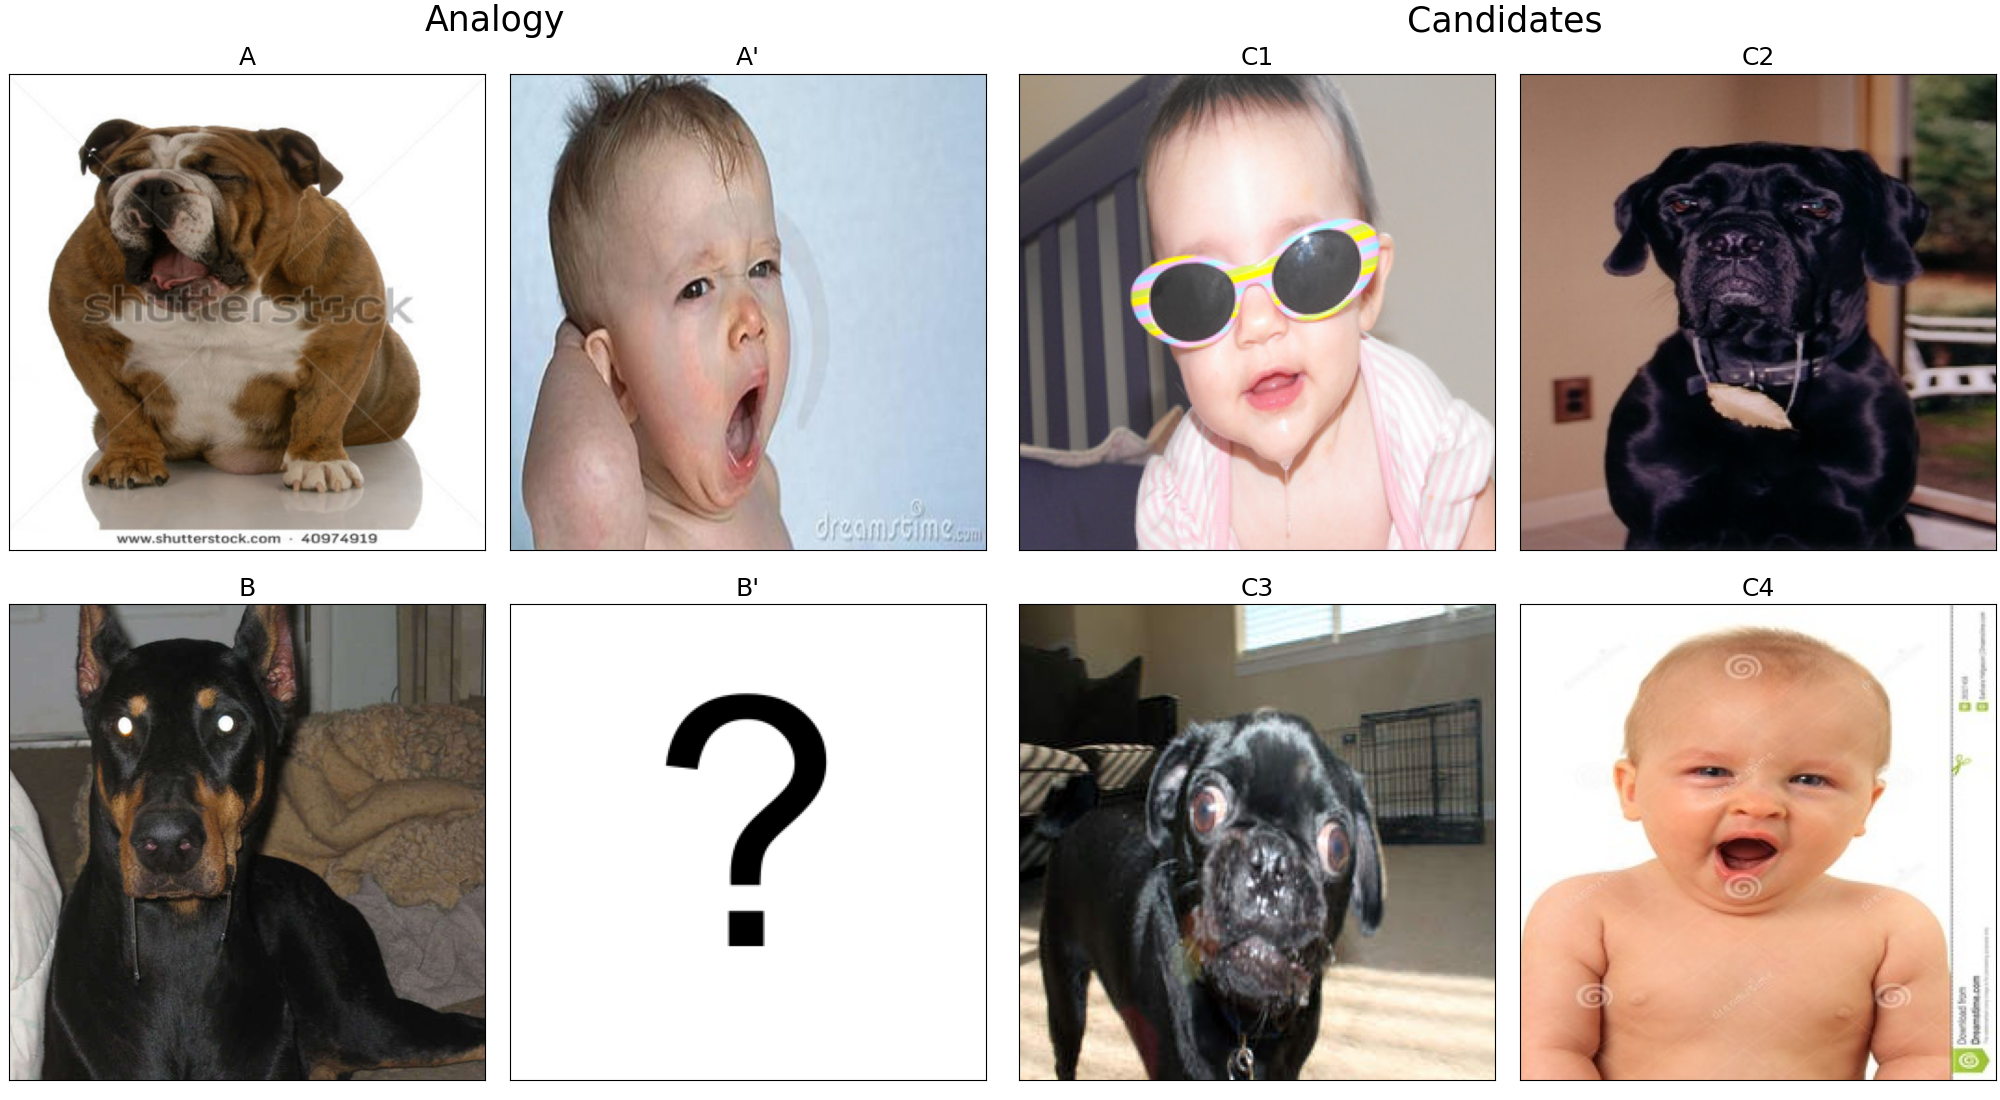 Analogy
Candidates
A
A'
C1
C2
shutterstock
dreamstime.com
www.shutterstock.com · 40974919
B
B'
C3
C4
?
Download from
Dreamstime.com